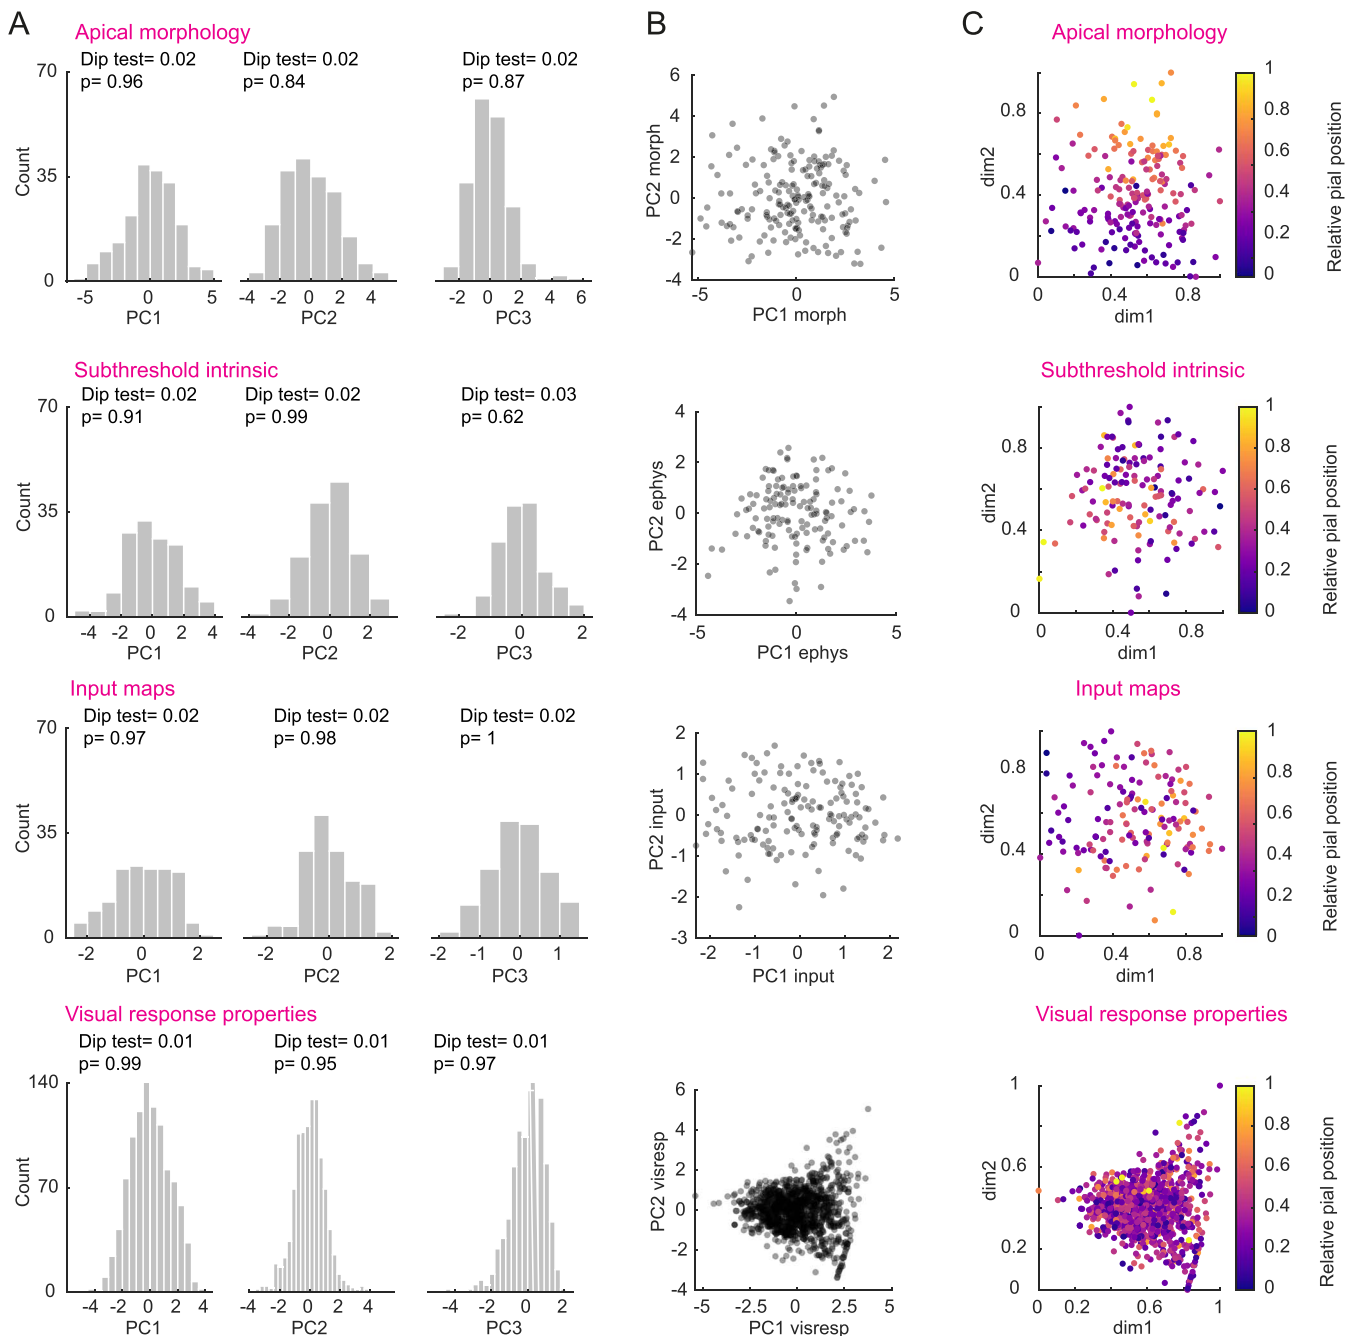 A
B
C
Apical morphology
Dip test= 0.02
p= 0.96
Dip test= 0.02
p= 0.84
Dip test= 0.02
p= 0.87
70
35
0
Count
-5 0 5
PC1
-4 -2 0 2 4
PC2
-2 0 2 4 6
PC3
6
4
2
0
-2
-4
PC2 morph
-5 0 5
PC1 morph
Apical morphology
0.8
0.4
0
dim2
0 0.4 0.8
dim1
1
0.8
0.6
0.4
0.2
0
Relative pial position
Subthreshold intrinsic
Dip test= 0.02
p= 0.91
Dip test= 0.02
p= 0.99
Dip test= 0.03
p= 0.62
70
35
0
Count
-4 -2 0 2 4
PC1
-4 -2 0 2
PC2
-2 0 2
PC3
4
2
0
-2
-4
PC2 ephys
-5 0 5
PC1 ephys
Subthreshold intrinsic
0.8
0.4
0
dim2
0 0.4 0.8
dim1
1
0.8
0.6
0.4
0.2
0
Relative pial position
Input maps
Dip test= 0.02
p= 0.97
Dip test= 0.02
p= 0.98
Dip test= 0.02
p= 1
70
35
0
Count
-2 0 2
PC1
-2 0 2
PC2
-2 -1 0 1
PC3
2
1
0
-1
-2
-3
PC2 input
-2 -1 0 1 2
PC1 input
Input maps
0.8
0.4
0
dim2
0 0.4 0.8
dim1
1
0.8
0.6
0.4
0.2
0
Relative pial position
Visual response properties
Dip test= 0.01
p= 0.99
Dip test= 0.01
p= 0.95
Dip test= 0.01
p= 0.97
140
70
0
Count
-4 -2 0 2 4
PC1
-4 -2 0 2 4
PC2
-4 -2 0 2
PC3
6
4
2
0
-2
-4
PC2 visresp
-5 -2.5 0 2.5 5
PC1 visresp
Visual response properties
1
0.6
0.2
0
dim2
0 0.2 0.6 1
dim1
1
0.8
0.6
0.4
0.2
0
Relative pial position